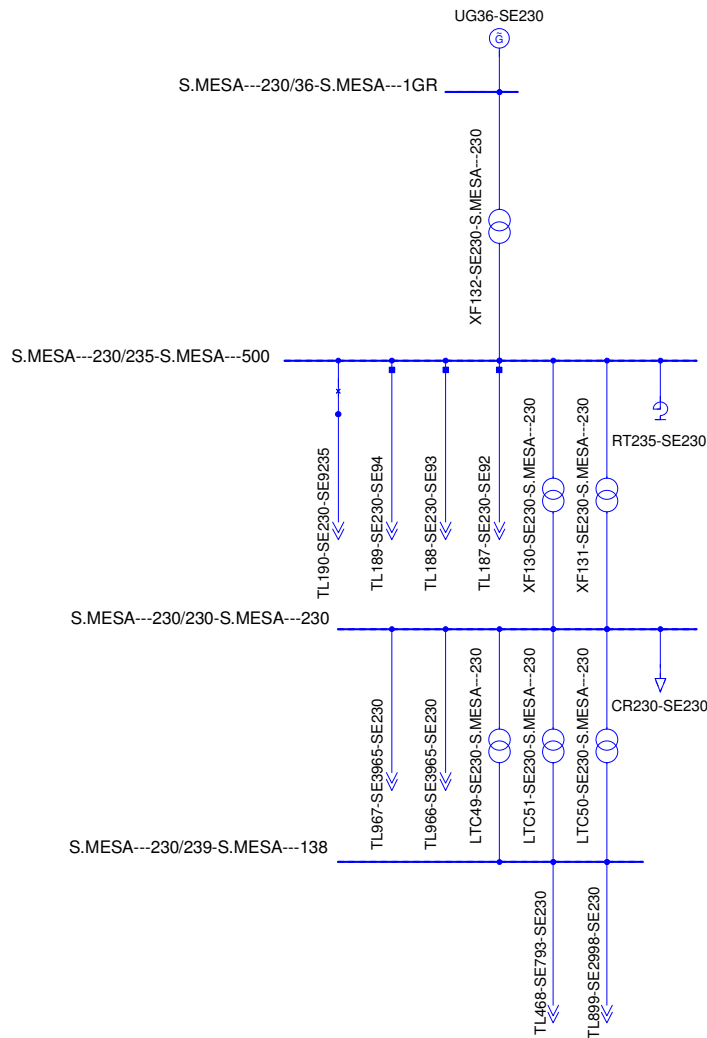 UG36-SE230
G
S.MESA---230/36-S.MESA---1GR
XF132-SE230-S.MESA---230
S.MESA---230/235-S.MESA---500
TL190-SE230-SE9235
TL189-SE230-SE94
TL188-SE230-SE93
TL187-SE230-SE92
XF130-SE230-S.MESA---230
XF131-SE230-S.MESA---230
RT235-SE230
S.MESA---230/230-S.MESA---230
TL967-SE3965-SE230
TL966-SE3965-SE230
LTC49-SE230-S.MESA---230
LTC51-SE230-S.MESA---230
LTC50-SE230-S.MESA---230
CR230-SE230
S.MESA---230/239-S.MESA---138
TL468-SE793-SE230
TL899-SE2998-SE230